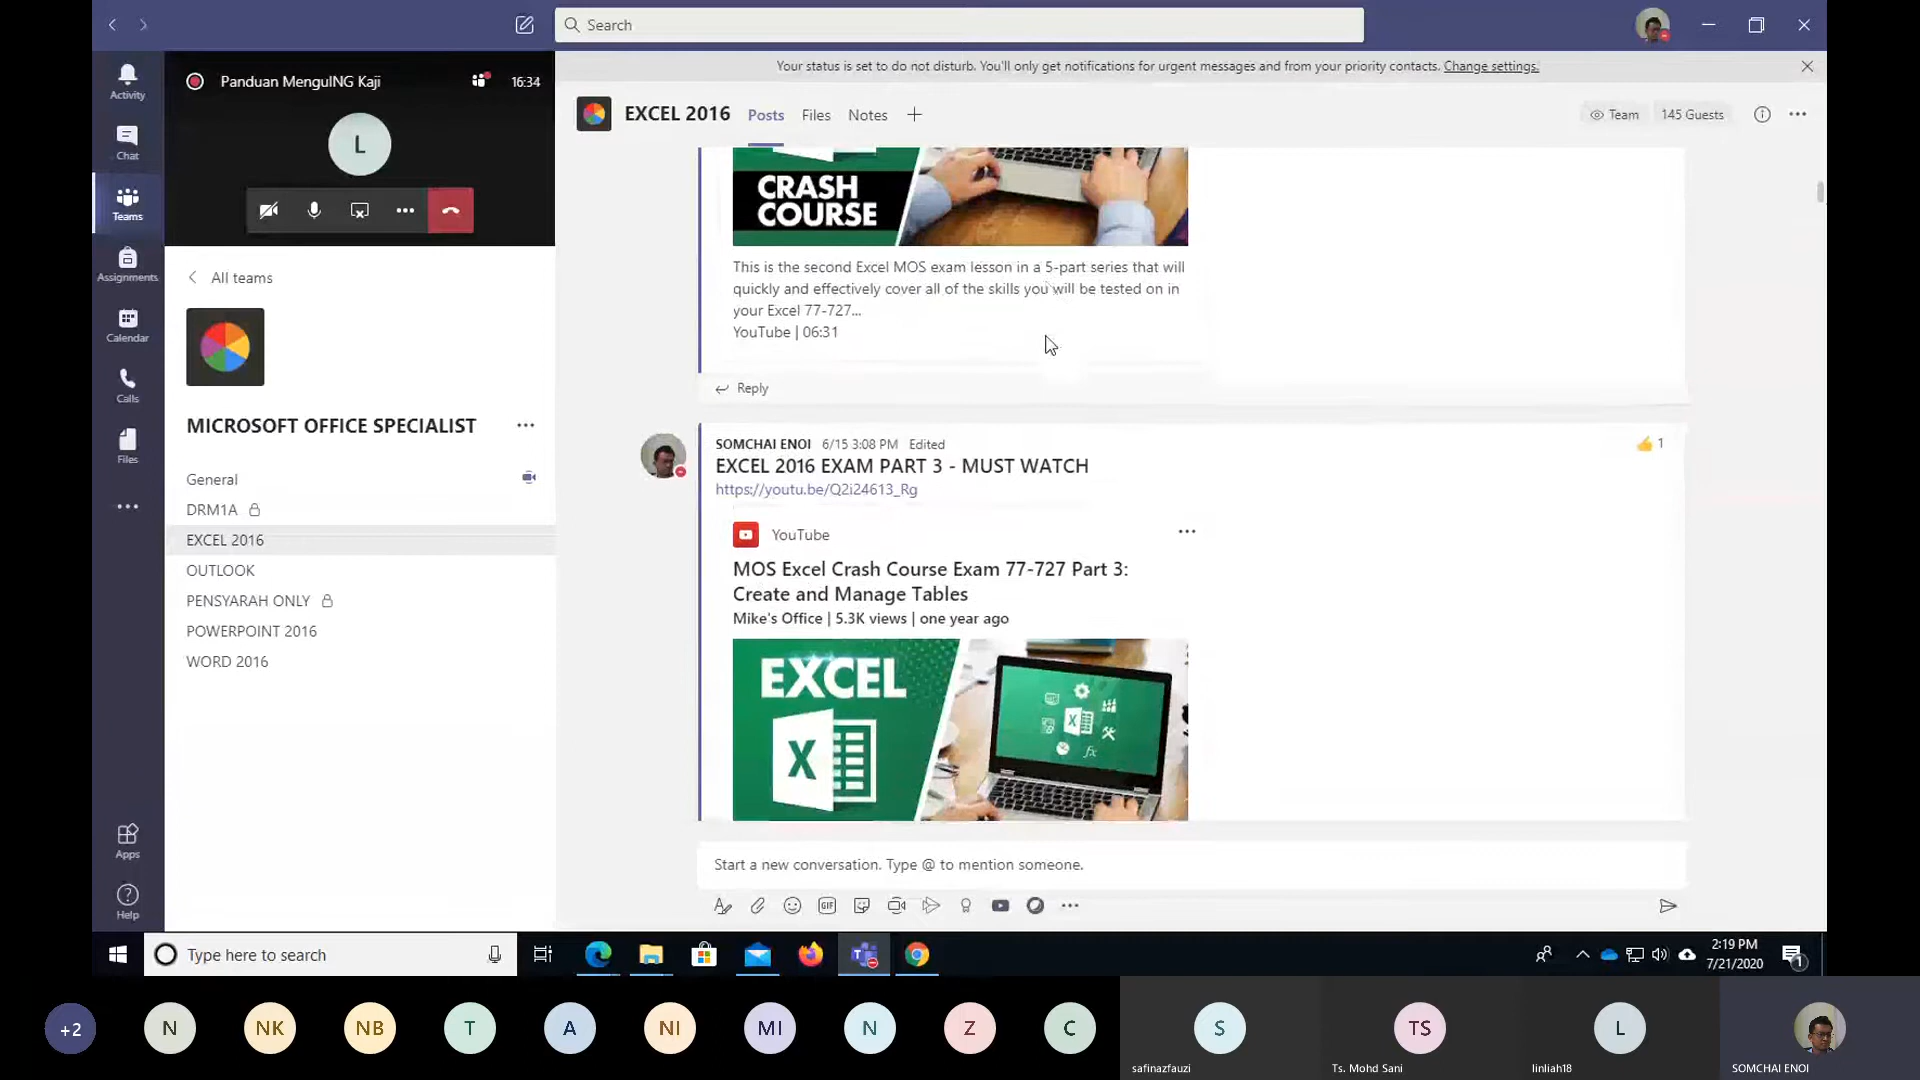 Search
Your status is set to do not disturb. You'll only get notifications for urgent messages and from your priority contacts. Change settings.
Activity
Chat
Teams
Assignments
Calendar
Calls
Files
Apps
Help
Panduan MenguING Kaji
16:34
L
All teams
MICROSOFT OFFICE SPECIALIST
General
DRM1A
EXCEL 2016
OUTLOOK
PENSYARAH ONLY
POWERPOINT 2016
WORD 2016
EXCEL 2016 Posts Files Notes
Team 145 Guests
CRASH
COURSE
This is the second Excel MOS exam lesson in a 5-part series that will
quickly and effectively cover all of the skills you will be tested on in
your Excel 77-727...
YouTube | 06:31
Reply
SOMCHAI ENOI 6/15 3:08 PM Edited
1
EXCEL 2016 EXAM PART 3 - MUST WATCH
https://youtu.be/Q2i24613_Rg
YouTube
MOS Excel Crash Course Exam 77-727 Part 3:
Create and Manage Tables
Mike's Office | 5.3K views | one year ago
EXCEL
X
X
fx
Start a new conversation. Type @ to mention someone.
GIF
Type here to search
2:19 PM
7/21/2020
1
+2 N NK NB T A NI MI N Z C S TS L
safinazfauzi Ts. Mohd Sani linliah18 SOMCHAI ENOI